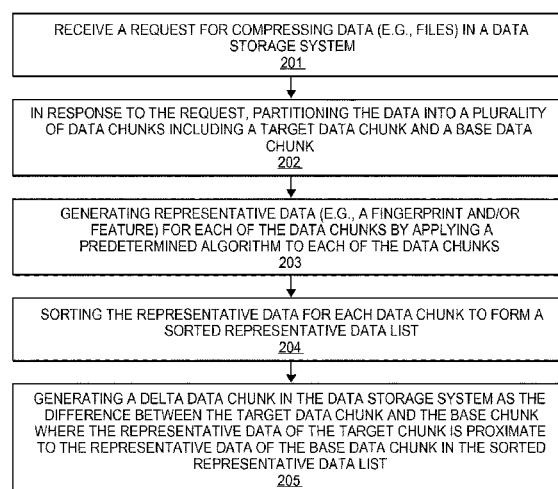 RECEIVE A REQUEST FOR COMPRESSING DATA (E.G., FILES) IN A DATA
STORAGE SYSTEM
201
IN RESPONSE TO THE REQUEST, PARTITIONING THE DATA INTO A PLURALITY
OF DATA CHUNKS INCLUDING A TARGET DATA CHUNK AND A BASE DATA
CHUNK
202
GENERATING REPRESENTATIVE DATA (E.G., A FINGERPRINT AND/OR
FEATURE) FOR EACH OF THE DATA CHUNKS BY APPLYING A
PREDETERMINED ALGORITHM TO EACH OF THE DATA CHUNKS
203
SORTING THE REPRESENTATIVE DATA FOR EACH DATA CHUNK TO FORM A
SORTED REPRESENTATIVE DATA LIST
204
GENERATING A DELTA DATA CHUNK IN THE DATA STORAGE SYSTEM AS THE
DIFFERENCE BETWEEN THE TARGET DATA CHUNK AND THE BASE CHUNK
WHERE THE REPRESENTATIVE DATA OF THE TARGET CHUNK IS PROXIMATE
TO THE REPRESENTATIVE DATA OF THE BASE DATA CHUNK IN THE SORTED
REPRESENTATIVE DATA LIST
205